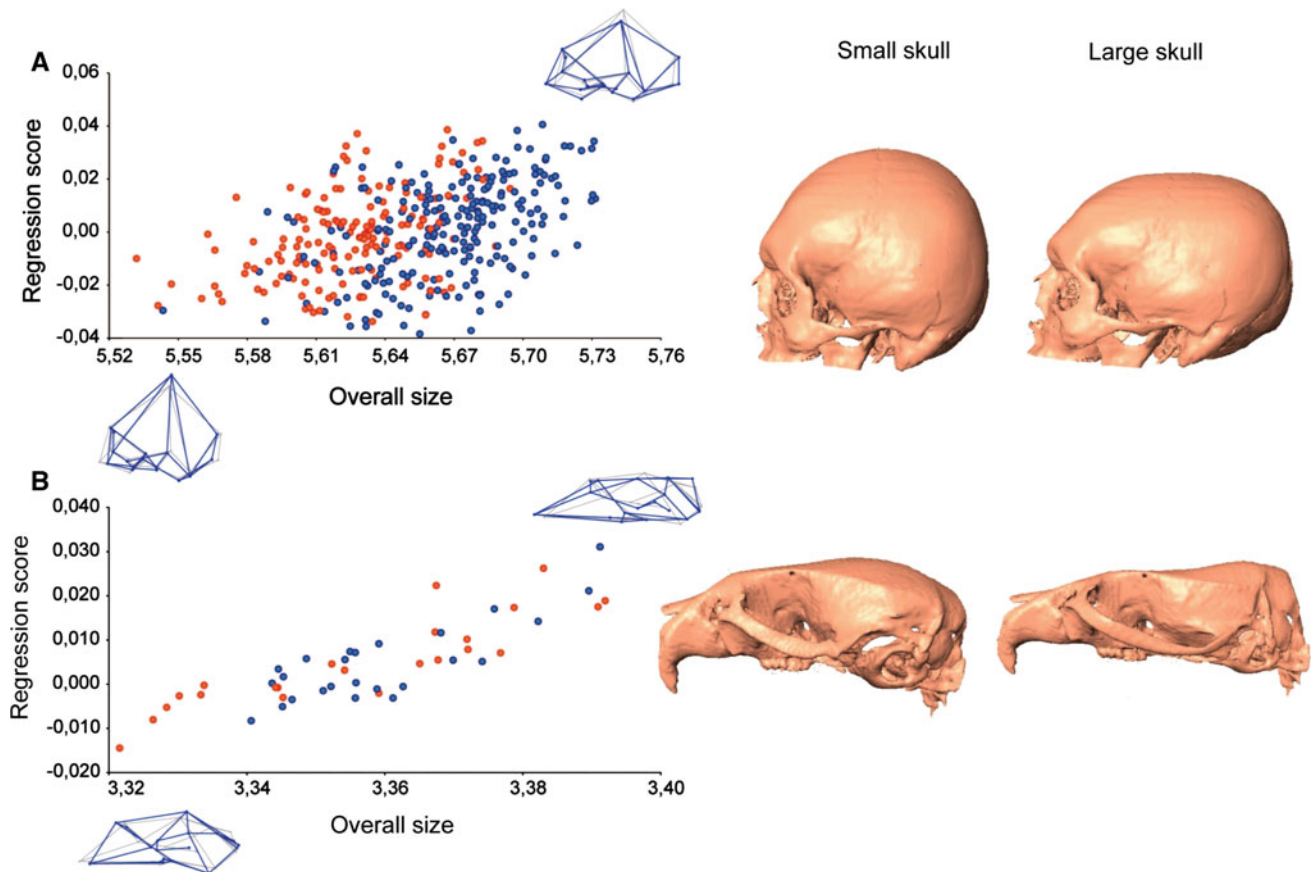 A
Small skull
Large skull
0,06
0,04
0,02
0,00
-0,02
-0,04
Regression score
5,52 5,55 5,58 5,61 5,64 5,67 5,70 5,73 5,76
Overall size
B
0,040
0,030
0,020
0,010
0,000
-0,010
-0,020
Regression score
3,32 3,34 3,36 3,38 3,40
Overall size